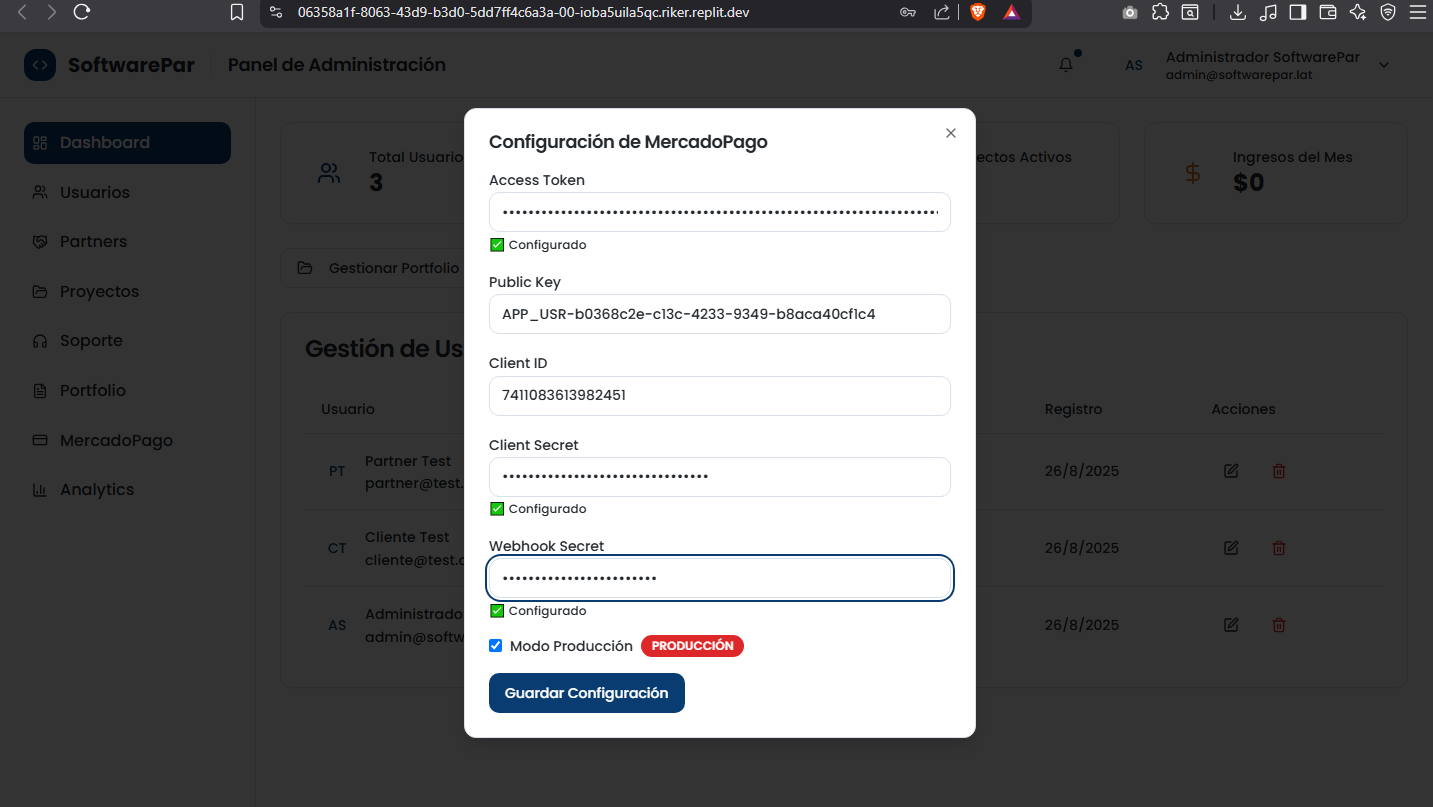 06358a1f-8063-43d9-b3d0-5dd7ff4c6a3a-00-ioba5uila5qc.riker.replit.dev
SoftwarePar
Panel de Administración
AS
Administrador SoftwarePar
admin@softwarepar.lat
Dashboard
Usuarios
Partners
Proyectos
Soporte
Portfolio
MercadoPago
Analytics
Total Usuario
3
ectos Activos
Ingresos del Mes
$0
Gestionar Portfolio
Gestión de Us
Usuario
Registro
Acciones
PT
Partner Test
partner@test.
26/8/2025
CT
Cliente Test
cliente@test.c
26/8/2025
AS
Administrado
admin@softw
26/8/2025
Configuración de MercadoPago
Access Token
Configurado
Public Key
APP_USR-b0368c2e-c13c-4233-9349-b8aca40cf1c4
Client ID
7411083613982451
Client Secret
Configurado
Webhook Secret
Configurado
Modo Producción
PRODUCCIÓN
Guardar Configuración